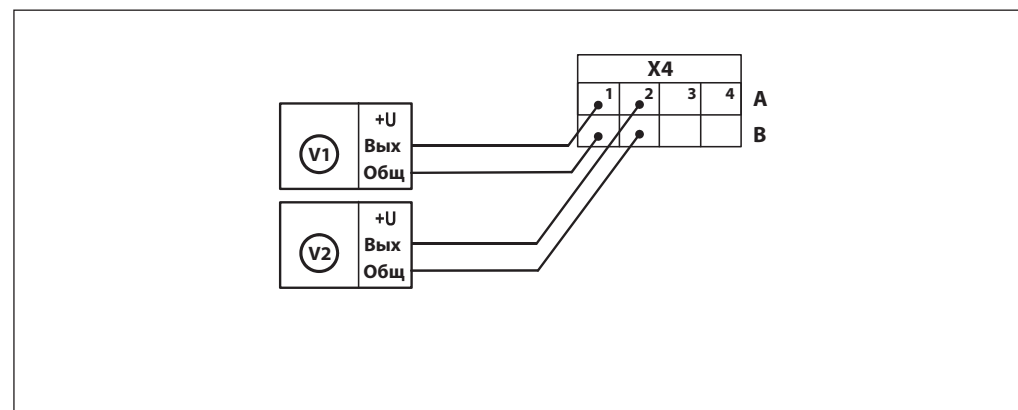 X4
1 2 3 4 A
B
+U
V1 Вых
Общ
+U
V2 Вых
Общ